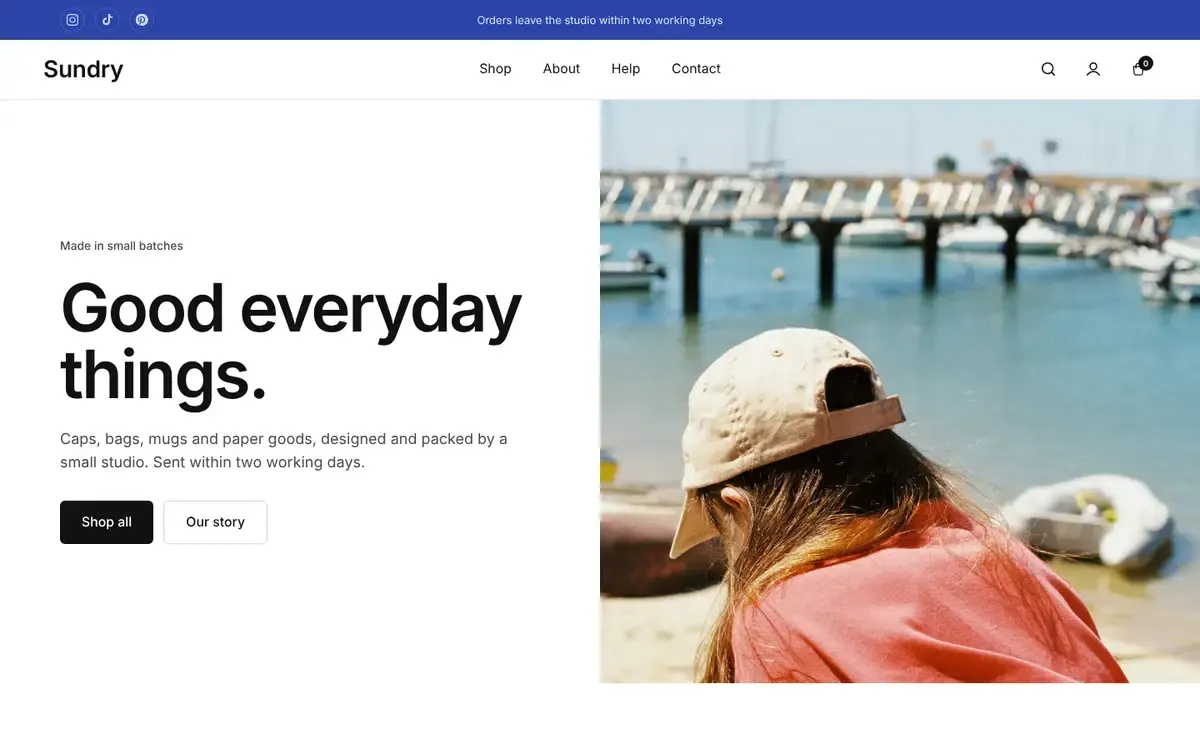 Orders leave the studio within two working days
Sundry
Shop
About
Help
Contact
0
Made in small batches
Good everyday
things.
Caps, bags, mugs and paper goods, designed and packed by a
small studio. Sent within two working days.
Shop all
Our story